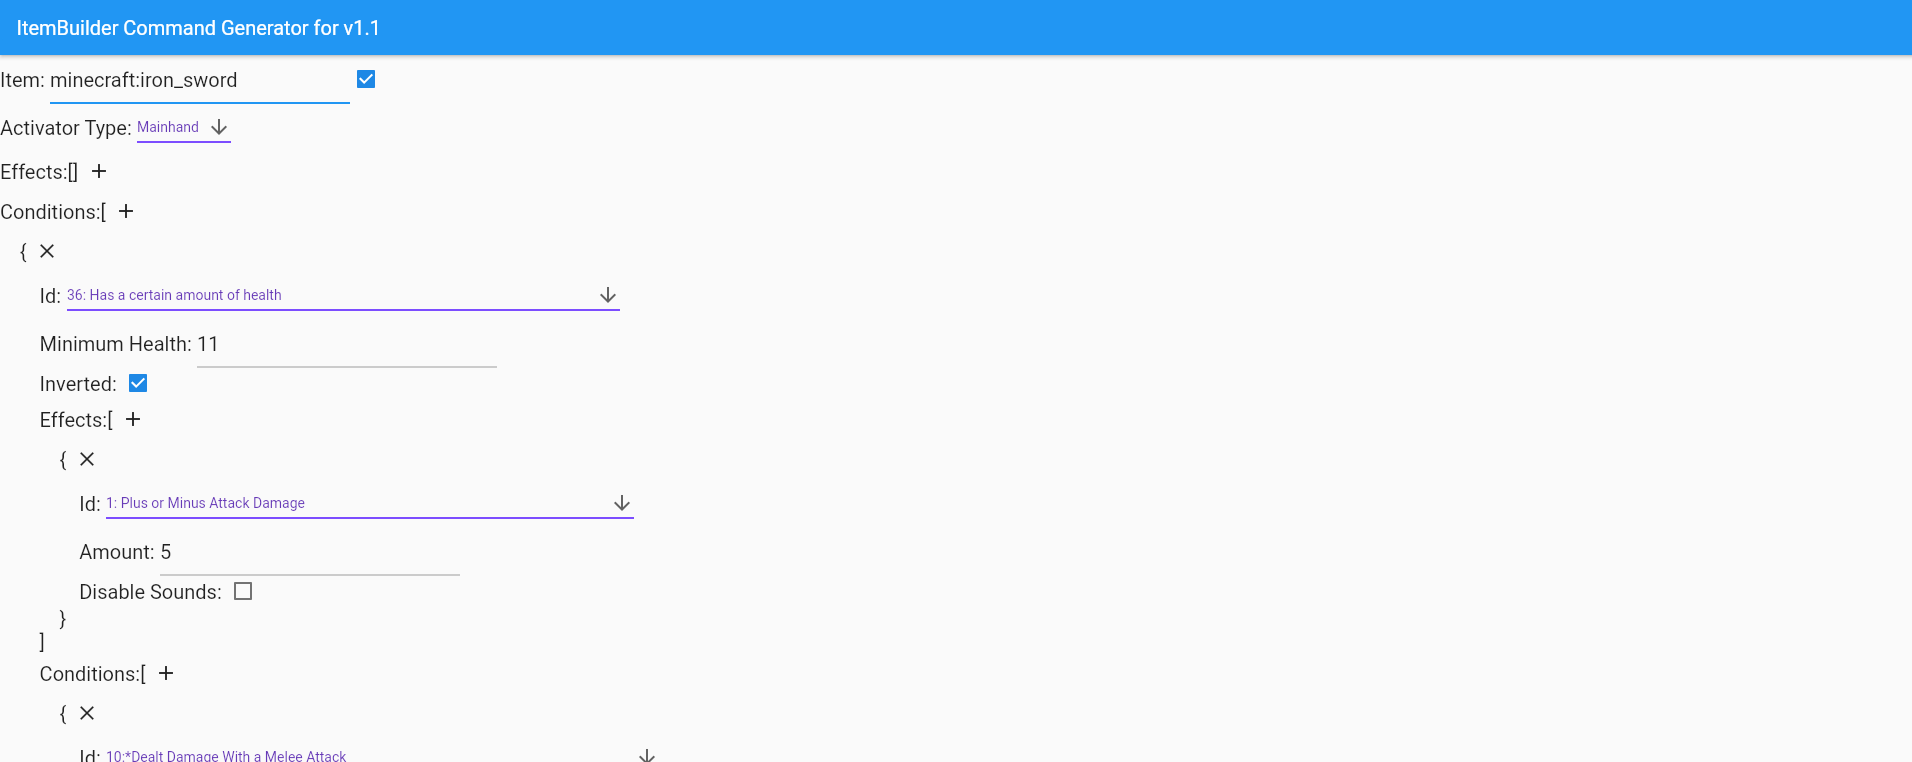 ItemBuilder Command Generator for v1.1
Item: minecraft:iron_sword
Activator Type: Mainhand
Effects:[]
Conditions:[
{
Id: 36: Has a certain amount of health
Minimum Health: 11
Inverted:
Effects:[
{
Id: 1: Plus or Minus Attack Damage
Amount: 5
Disable Sounds:
}
]
Conditions:[
{
Id: 10:*Dealt Damage With a Melee Attack